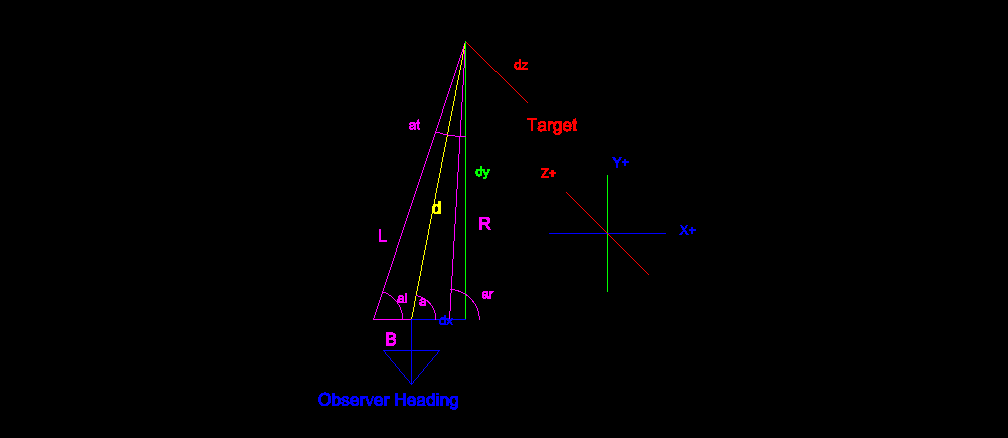 dz
at
Target
Y+
dy
Z+
d
R
X+
L
al
a
ar
dx
B
Observer Heading